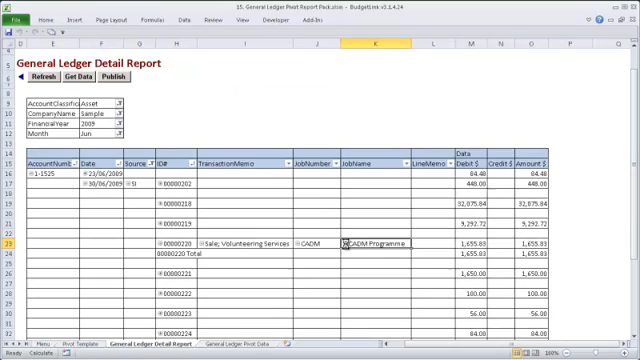 15. General Ledger Pivot Report Pack.xlsm - BudgetLink v3.1.4.24
File Home Insert Page Layout Formulas Data Review View Developer Add-Ins
E F G H I J K L M N O P Q
General Ledger Detail Report
Refresh Get Data Publish
AccountClassific Asset
CompanyName Sample
FinancialYear 2009
Month Jun
Data
AccountNumb Date Source ID# TransactionMemo JobNumber JobName LineMemo Debit $ Credit $ Amount $
1-1525 23/06/2009 84.48 84.48
30/06/2009 SI 00000202 448.00 448.00
00000218 32,075.84 32,075.84
00000219 9,292.72 9,292.72
00000220 Sale; Volunteering Services CADM CADM Programme 1,655.83 1,655.83
00000220 Total 1,655.83 1,655.83
00000221 1,650.00 1,650.00
00000222 100.00 100.00
00000223 56.00 56.00
00000224 84.00 84.00
Menu Pivot Template General Ledger Detail Report General Ledger Pivot Data
Ready Calculate 100%